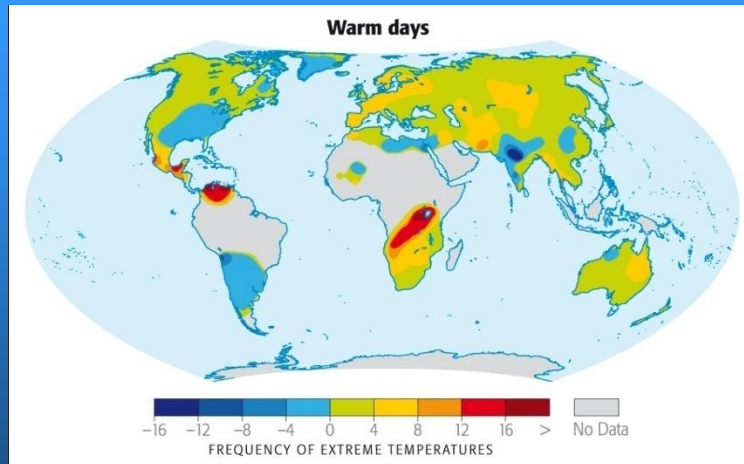 Warm days
-16 -12 -8 -4 0 4 8 12 16 > No Data
FREQUENCY OF EXTREME TEMPERATURES